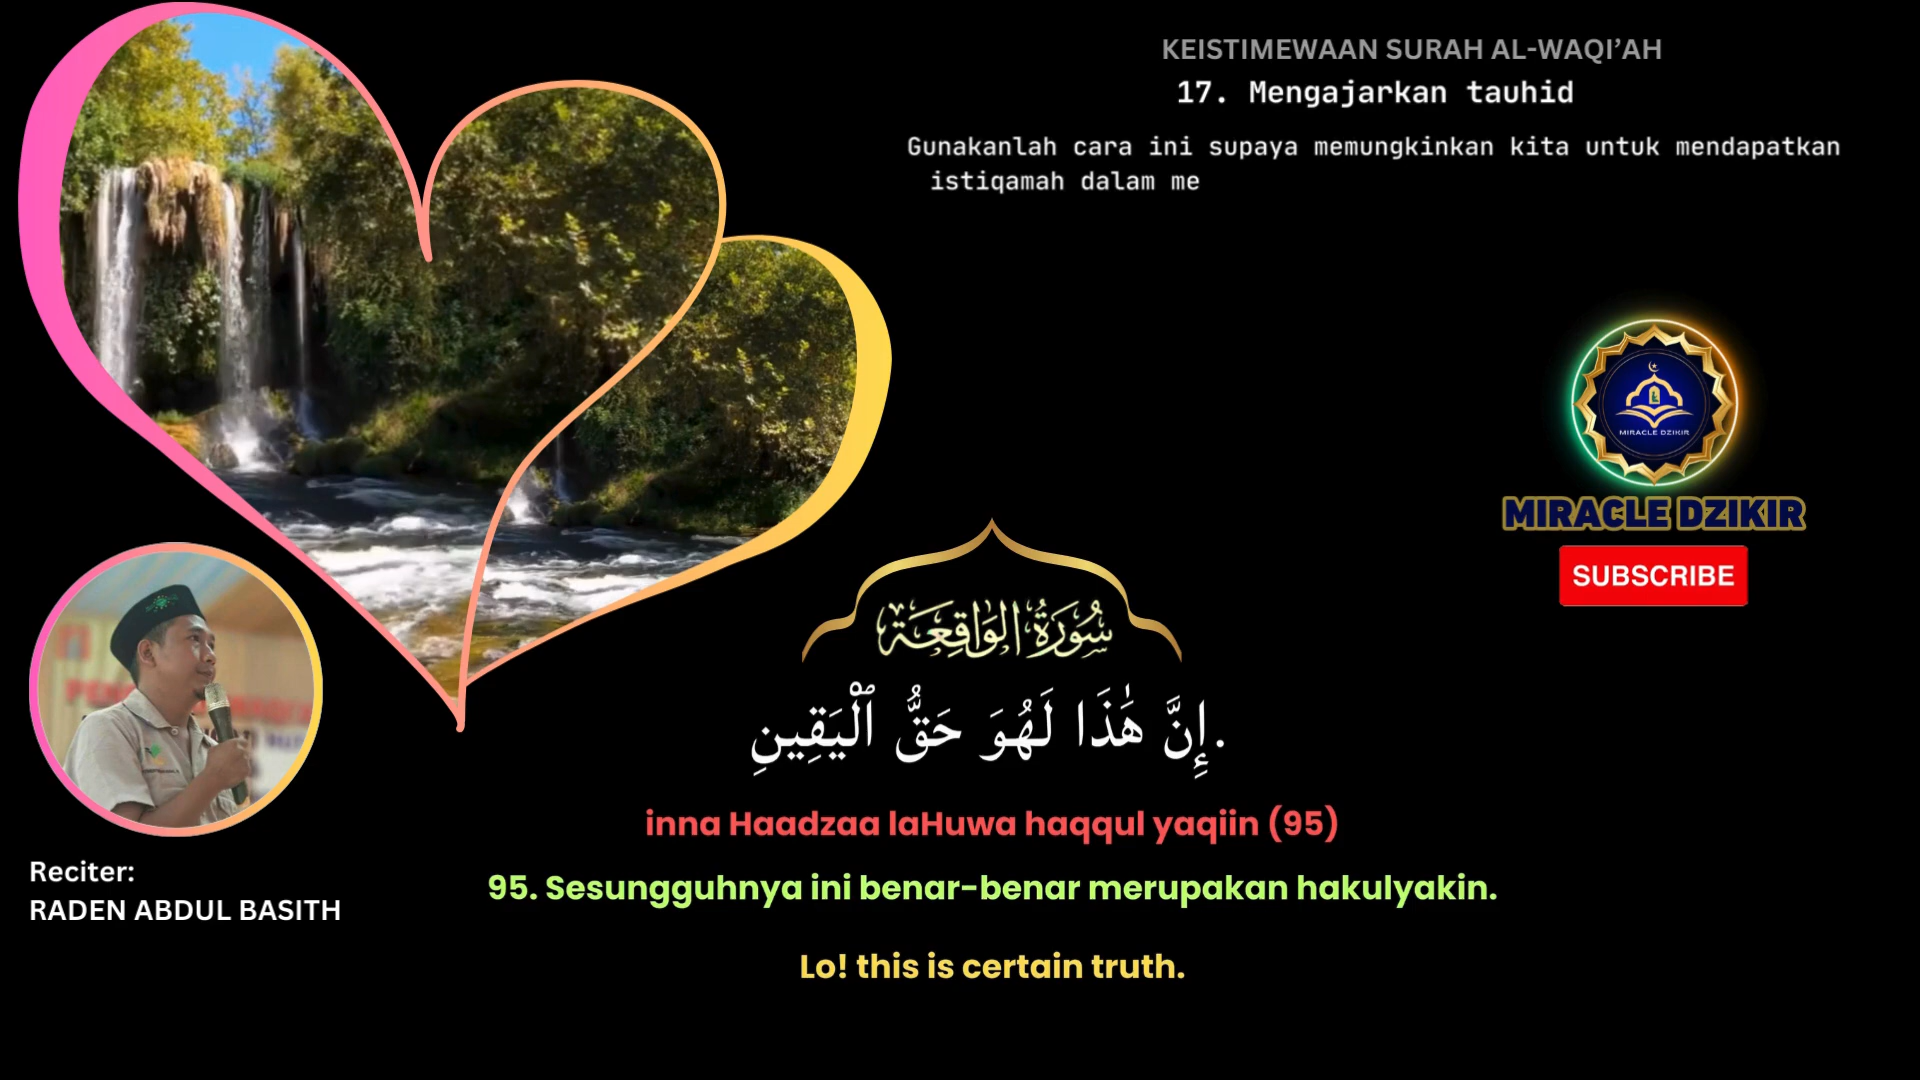 KEISTIMEWAAN SURAH AL-WAQI’AH
17. Mengajarkan tauhid
Gunakanlah cara ini supaya memungkinkan kita untuk mendapatkan
istiqamah dalam me
MIRACLE DZIKIR
MIRACLE DZIKIR
SUBSCRIBE
سُورَةُ الوَاقِعَة
إِنَّ هَٰذَا لَهُوَ حَقُّ ٱلْيَقِينِ.
inna Haadzaa laHuwa haqqul yaqiin (95)
95. Sesungguhnya ini benar-benar merupakan hakulyakin.
Lo! this is certain truth.
Reciter:
RADEN ABDUL BASITH